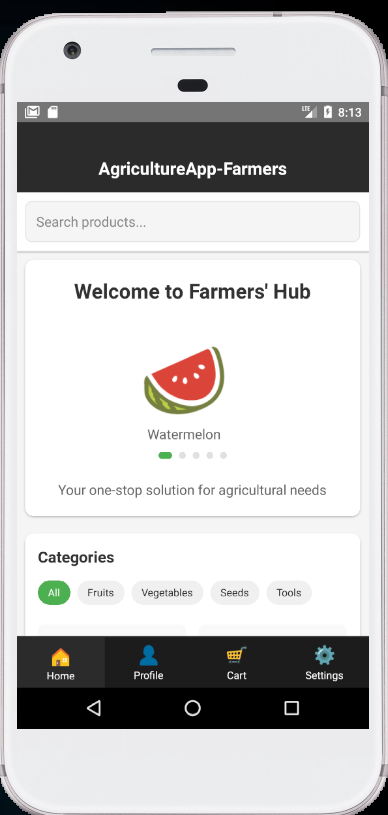 LTE 8:13
AgricultureApp-Farmers
Search products...
Welcome to Farmers' Hub
Watermelon
Your one-stop solution for agricultural needs
Categories
All Fruits Vegetables Seeds Tools
Home Profile Cart Settings